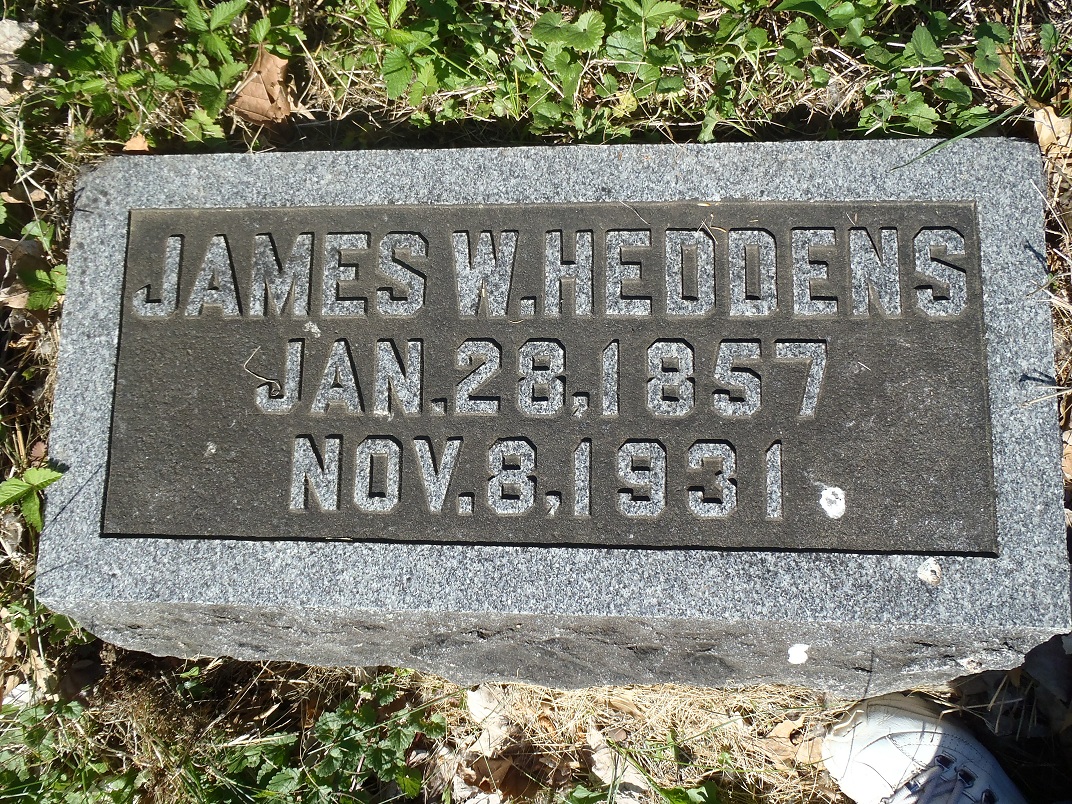 JAMES W. HEDDENS
JAN. 28, 1857
NOV. 8, 1931